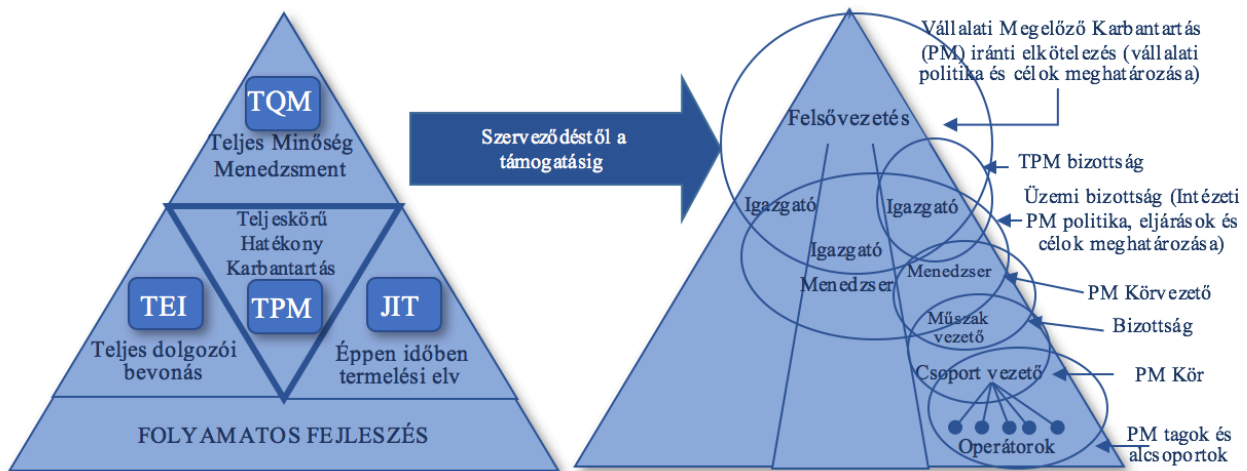 TQM
Teljes Minőség
Menedzsment
Teljeskörű
Hatékony
Karbantartás
TEI
TPM
JIT
Teljes dolgozói
bevonás
Éppen időben
termelési elv
FOLYAMATOS FEJLESZÉS
Szerveződéstől a
támogatásig
Vállalati Megelőző Karbantartás
(PM) iránti elkötelezés (vállalati
politika és célok meghatározása)
Felsővezetés
TPM bizottság
Igazgató
Igazgató
Üzemi bizottság (Intézeti
PM politika, eljárások és
célok meghatározása)
Igazgató
Menedzser
Menedzser
PM Körvezető
Műszak
vezető
Bizottság
Csoport vezető
PM Kör
Operátorok
PM tagok és
alcsoportok